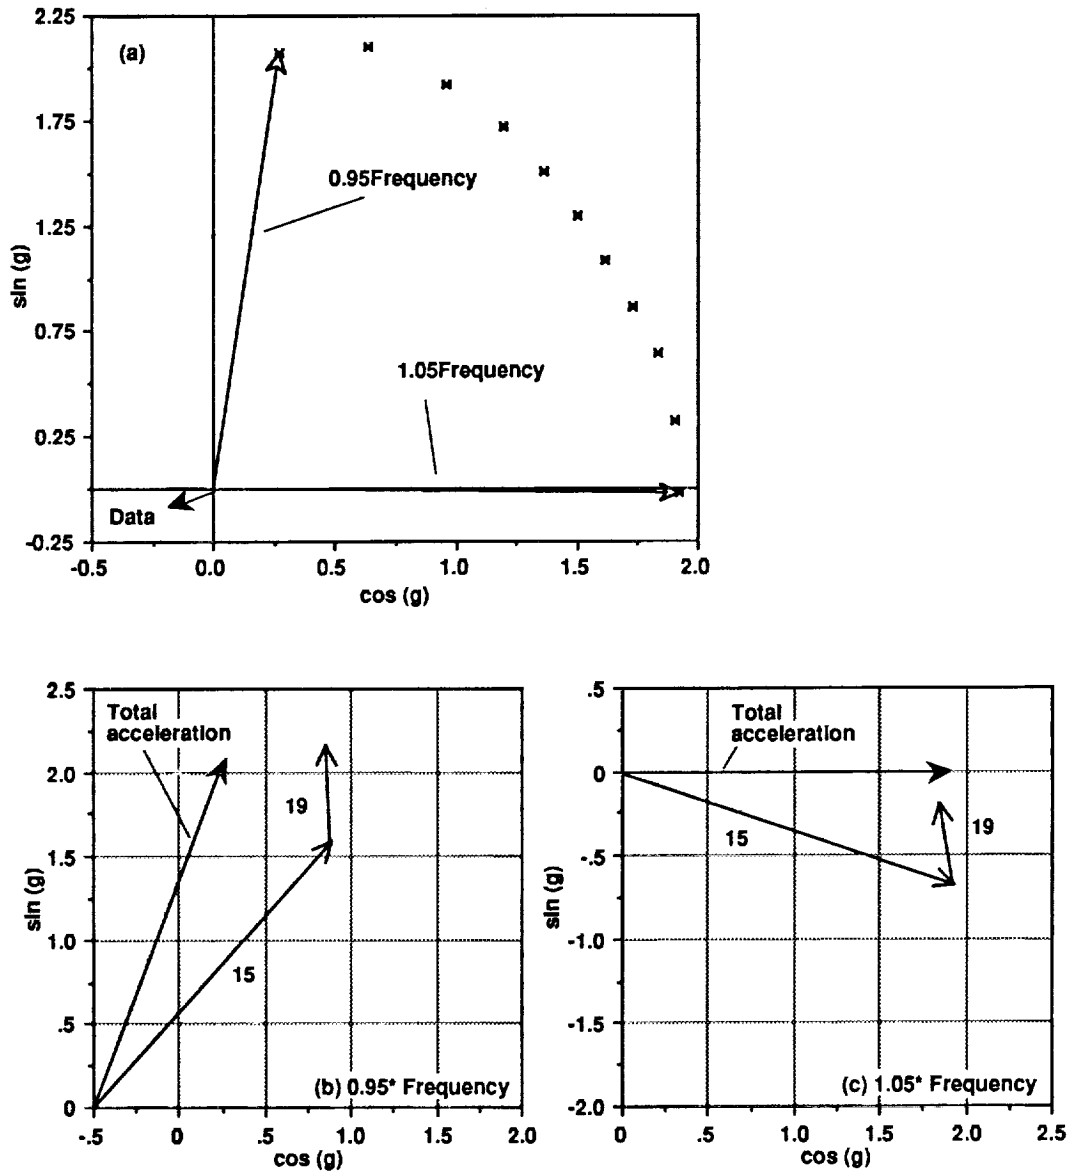 2.25
(a)
1.75
0.95Frequency
1.25
sin (g)
0.75
1.05Frequency
0.25
Data
-0.25
-0.5 0.0 0.5 1.0 1.5 2.0
cos (g)
2.5
Total
acceleration
2.0
19
1.5
sin (g)
1.0
15
.5
(b) 0.95* Frequency
0
-.5 0 .5 1.0 1.5 2.0
cos (g)
.5
Total
acceleration
0
19
15
-.5
sin (g)
-1.0
-1.5
(c) 1.05* Frequency
-2.0
0 .5 1.0 1.5 2.0 2.5
cos (g)